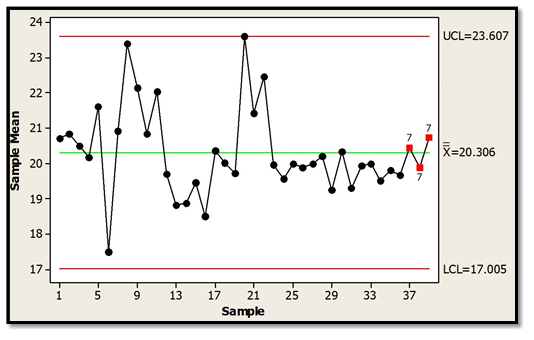 24
23
22
21
20
19
18
17
Sample Mean
1 5 9 13 17 21 25 29 33 37
Sample
UCL=23.607
X̿=20.306
LCL=17.005
7
7
7